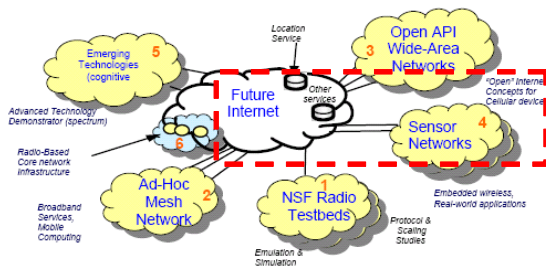 Location
Service
Emerging
Technologies
(cognitive
5
3
Open API
Wide-Area
Networks
Future
Internet
Other
services
"Open" Internet
Concepts for
Cellular device
Advanced Technology
Demonstrator (spectrum)
Radio-Based
Core network
Infrastructure
6
Sensor
Networks
4
Ad-Hoc
Mesh
Network
2
1
NSF Radio
Testbeds
Embedded wireless,
Real-world applications
Broadband
Services,
Mobile
Computing
Protocol &
Scaling
Studies
Emulation &
Simulation